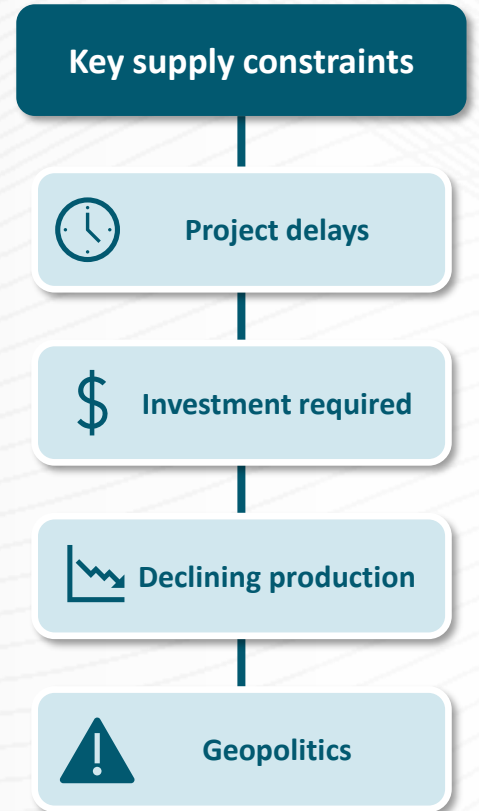 Key supply constraints
Project delays
Investment required
Declining production
Geopolitics